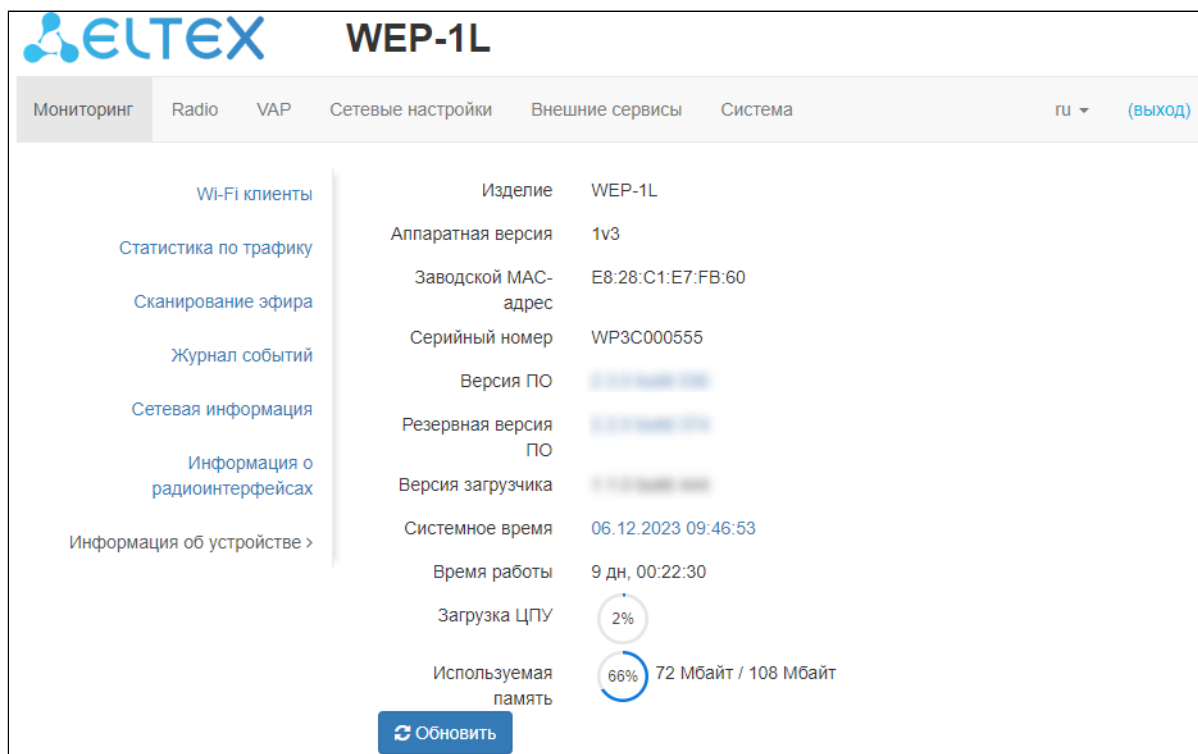 ELTEX WEP-1L
Мониторинг Radio VAP Сетевые настройки Внешние сервисы Система ru (выход)
Wi-Fi клиенты
Статистика по трафику
Сканирование эфира
Журнал событий
Сетевая информация
Информация о
радиоинтерфейсах
Информация об устройстве >
Изделие WEP-1L
Аппаратная версия 1v3
Заводской MAC- E8:28:C1:E7:FB:60
адрес
Серийный номер WP3C000555
Версия ПО
Резервная версия
ПО
Версия загрузчика
Системное время 06.12.2023 09:46:53
Время работы 9 дн, 00:22:30
Загрузка ЦПУ 2%
Используемая 66% 72 Мбайт / 108 Мбайт
память
Обновить